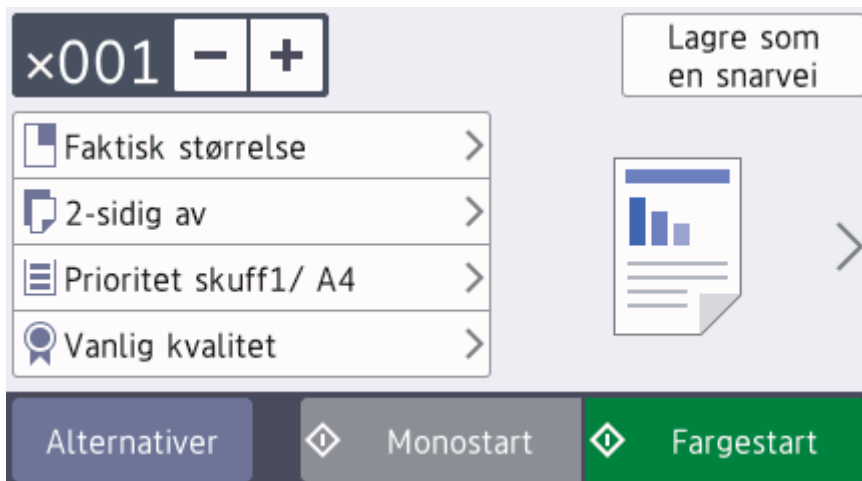 ×001 − +
Lagre som
en snarvei
Faktisk størrelse
2-sidig av
Prioritet skuff1/ A4
Vanlig kvalitet
Alternativer
Monostart
Fargestart